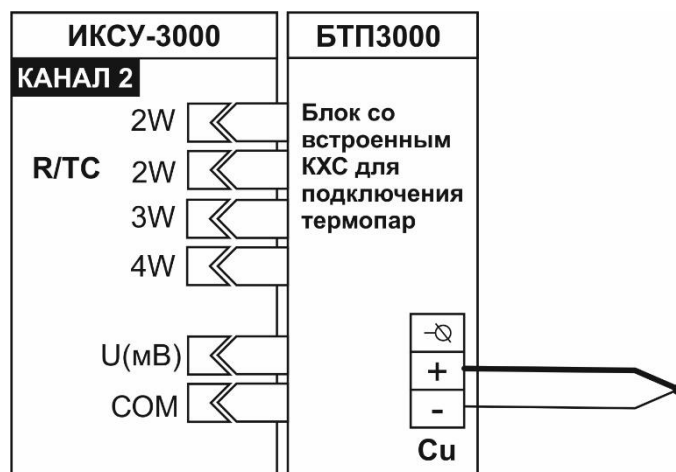 ИКСУ-3000
БТП3000
КАНАЛ 2
2W
R/TC 2W
3W
4W
U(мВ)
COM
Блок со
встроенным
КХС для
подключения
термопар
+
-
Cu